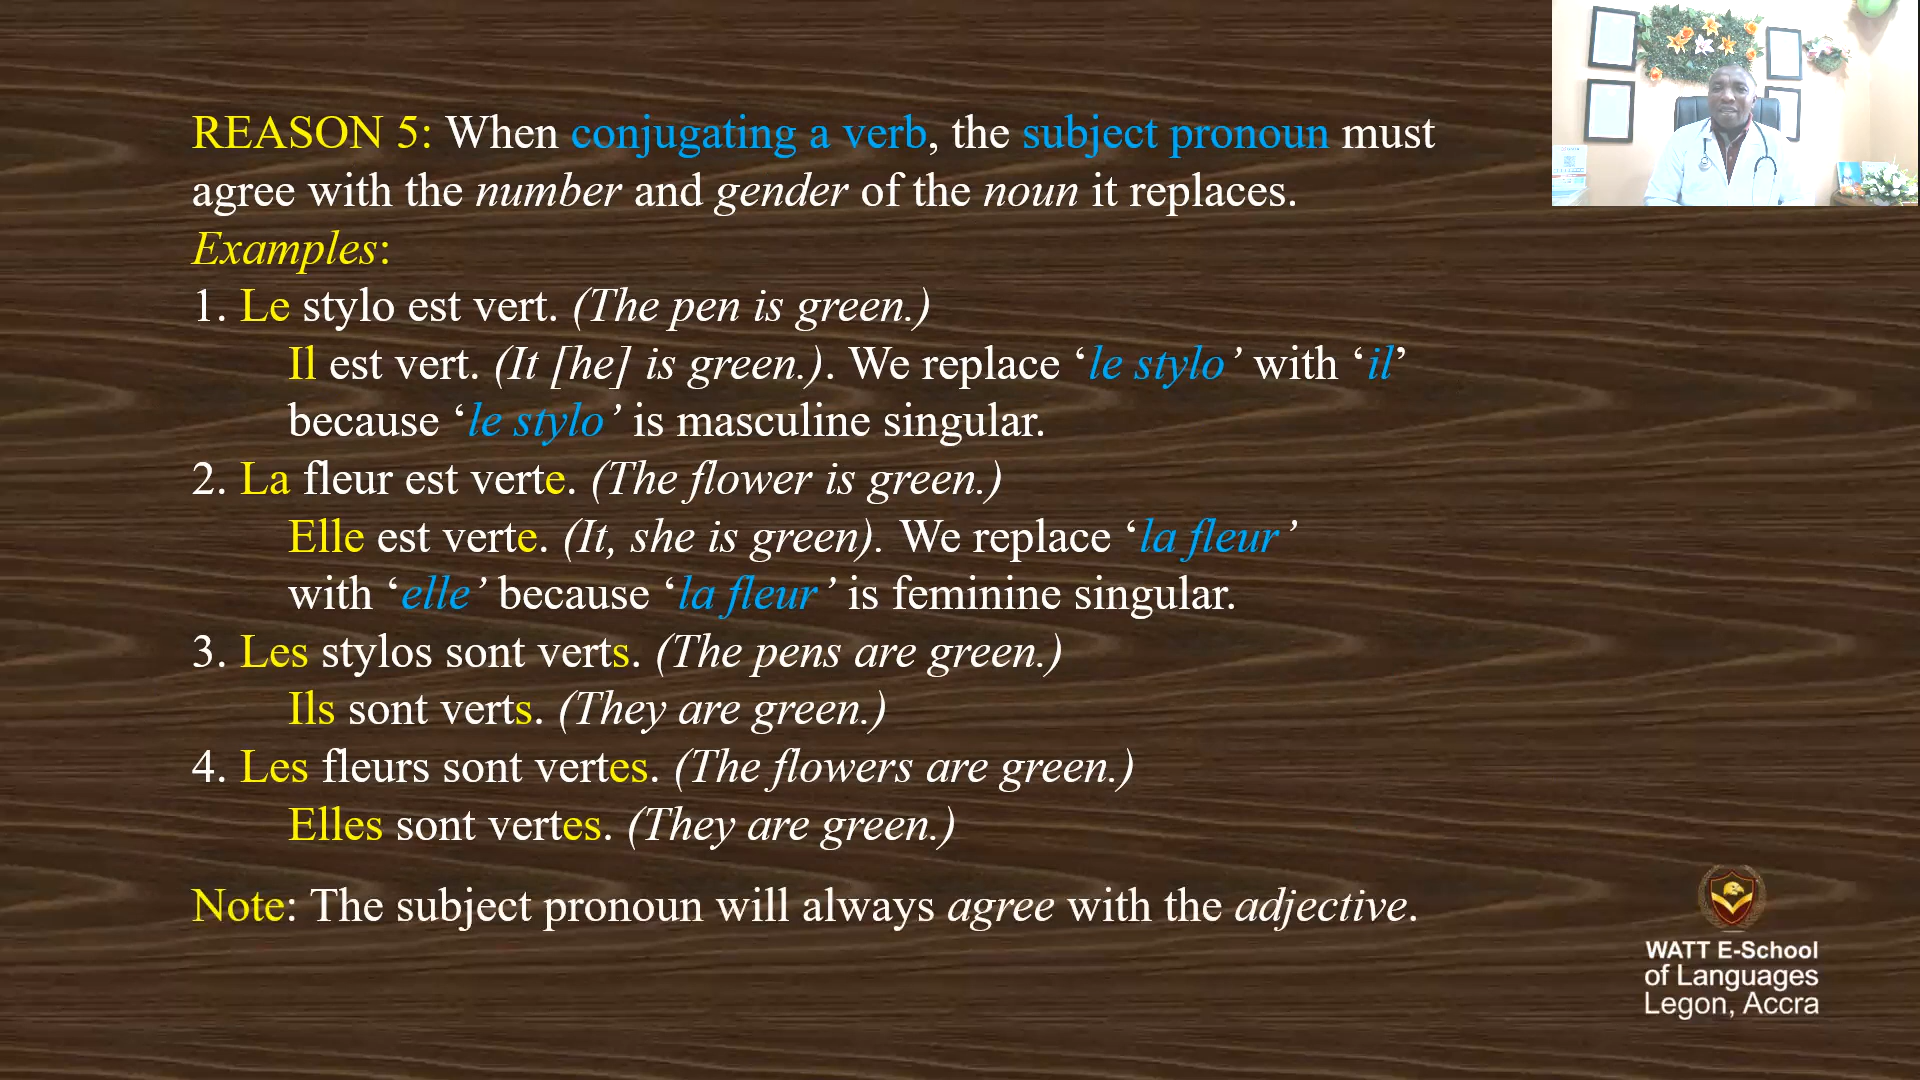 REASON 5: When conjugating a verb, the subject pronoun must
agree with the number and gender of the noun it replaces.
Examples:
1. Le stylo est vert. (The pen is green.)
Il est vert. (It [he] is green.). We replace ‘le stylo’ with ‘il’
because ‘le stylo’ is masculine singular.
2. La fleur est verte. (The flower is green.)
Elle est verte. (It, she is green). We replace ‘la fleur’
with ‘elle’ because ‘la fleur’ is feminine singular.
3. Les stylos sont verts. (The pens are green.)
Ils sont verts. (They are green.)
4. Les fleurs sont vertes. (The flowers are green.)
Elles sont vertes. (They are green.)
Note: The subject pronoun will always agree with the adjective.
WATT E-School
of Languages
Legon, Accra